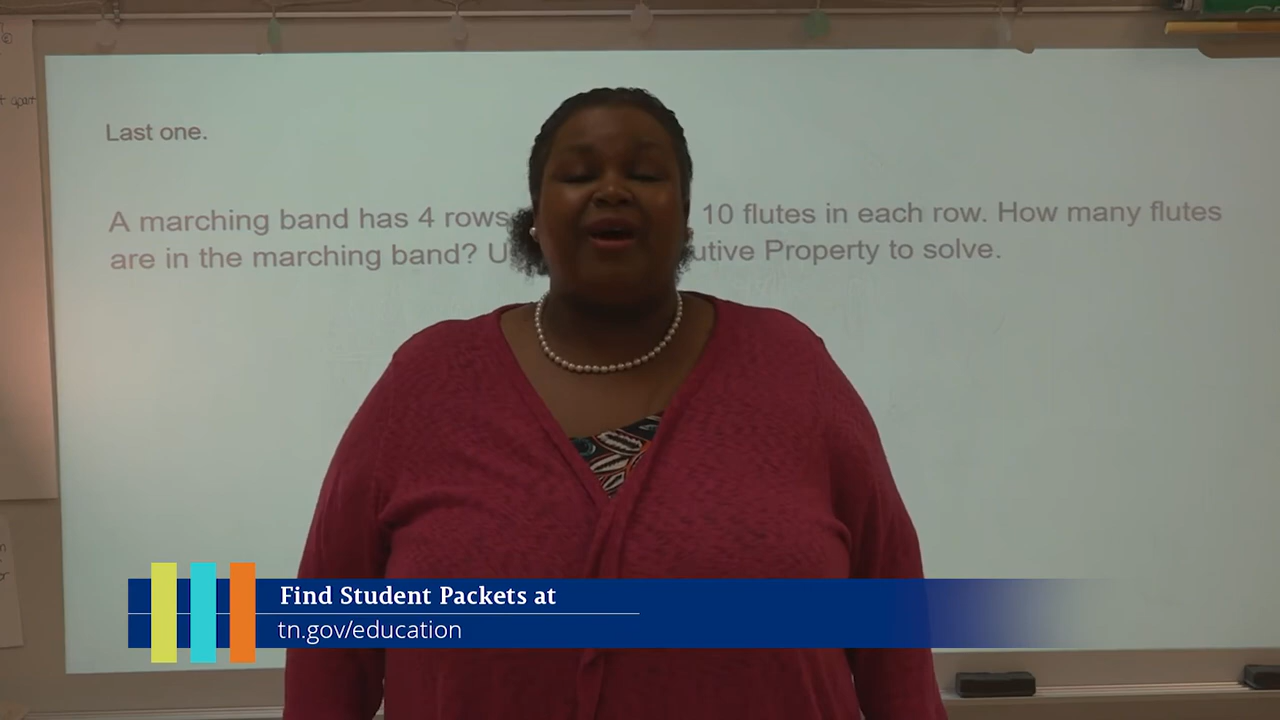 Last one.
A marching band has 4 rows 10 flutes in each row. How many flutes
are in the marching band? U utive Property to solve.
t apart
Find Student Packets at
tn.gov/education